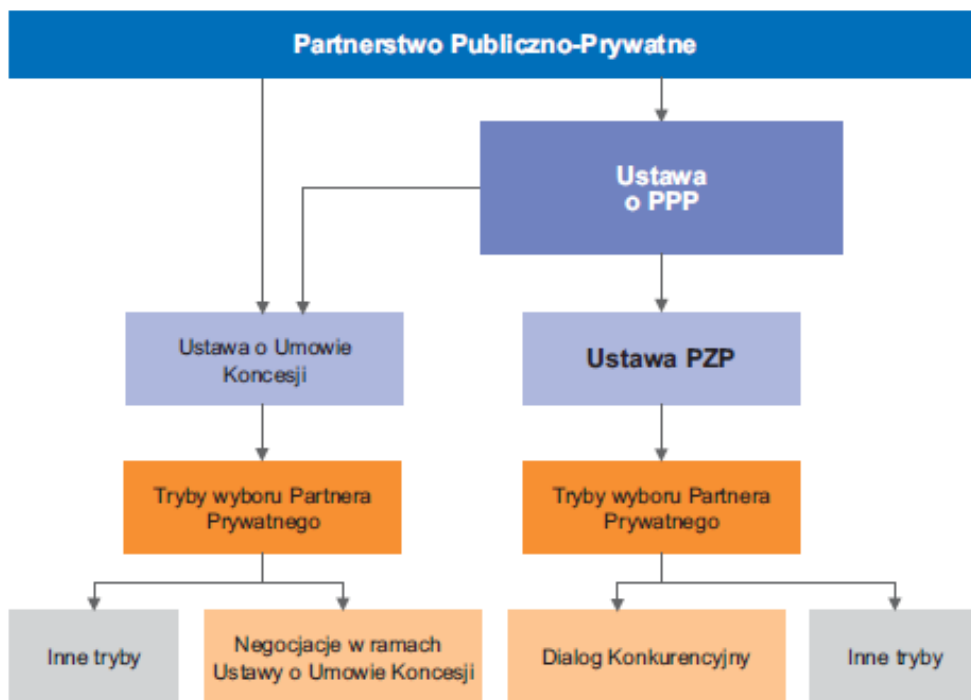 Partnerstwo Publiczno-Prywatne
Ustawa
o PPP
Ustawa o Umowie
Koncesji
Ustawa PZP
Tryby wyboru Partnera
Prywatnego
Tryby wyboru Partnera
Prywatnego
Inne tryby
Negocjacje w ramach
Ustawy o Umowie Koncesji
Dialog Konkurencyjny
Inne tryby